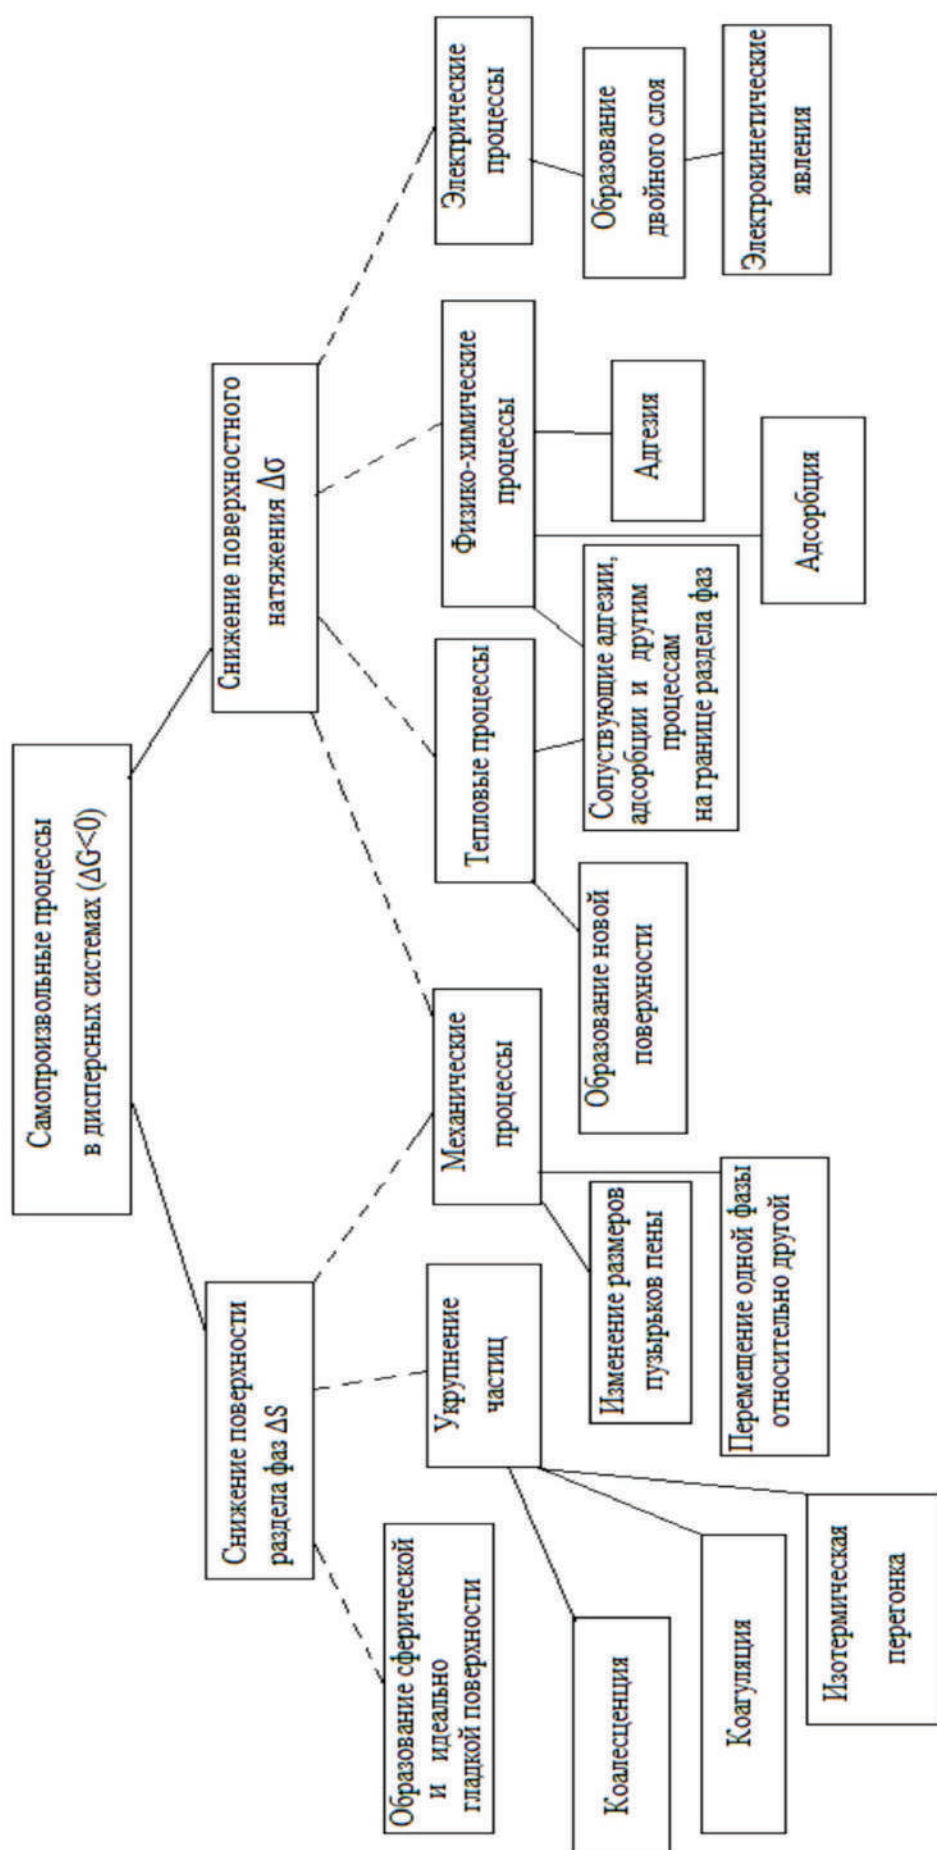 Самопроизвольные процессы
в дисперсных системах (ΔG<0)
Снижение поверхности
раздела фаз ΔS
Снижение поверхностного
натяжения Δσ
Образование сферической
и идеально
гладкой поверхности
Укрупнение
частиц
Механические
процессы
Тепловые процессы
Физико-химические
процессы
Электрические
процессы
Коалесценция
Коагуляция
Изотермическая
перегонка
Изменение размеров
пузырьков пены
Перемещение одной фазы
относительно другой
Образование новой
поверхности
Сопуствующие адгезии,
адсорбции и другим
процессам
на границе раздела фаз
Адгезия
Адсорбция
Образование
двойного слоя
Электрокинетические
явления